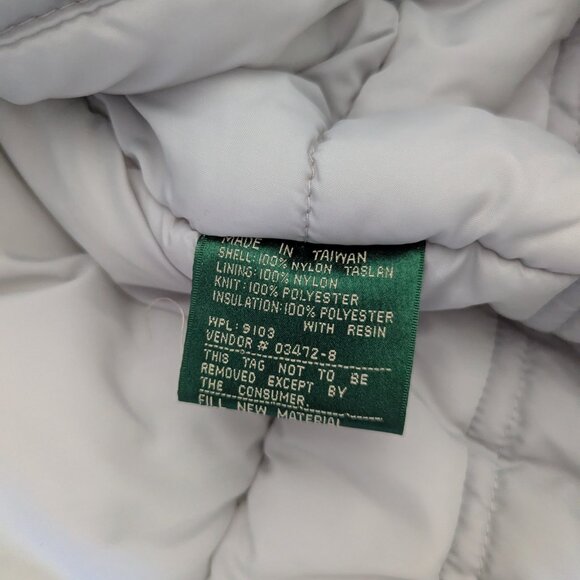 MADE IN TAIWAN
SHELL:100% NYLON TASLAN
LINING:100% NYLON
KNIT:100% POLYESTER
INSULATION:100% POLYESTER
WITH RESIN
WPL:9103
VENDOR # 03472-8
THIS TAG NOT TO BE
REMOVED EXCEPT BY
THE CONSUMER.
FILL NEW MATERIAL